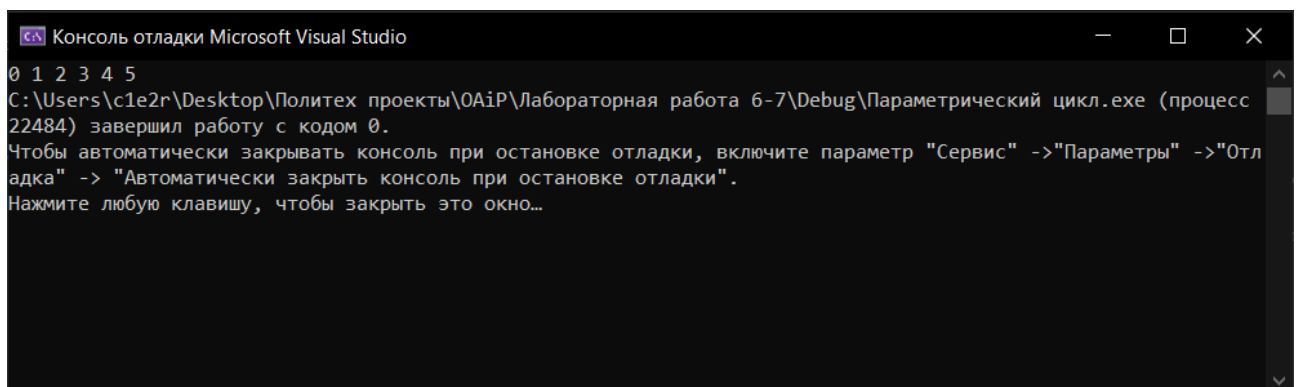 Консоль отладки Microsoft Visual Studio
0 1 2 3 4 5
C:\Users\c1e2r\Desktop\Политех проекты\OAiP\Лабораторная работа 6-7\Debug\Параметрический цикл.exe (процесс
22484) завершил работу с кодом 0.
Чтобы автоматически закрывать консоль при остановке отладки, включите параметр "Сервис" ->"Параметры" ->"Отл
адка" -> "Автоматически закрыть консоль при остановке отладки".
Нажмите любую клавишу, чтобы закрыть это окно…